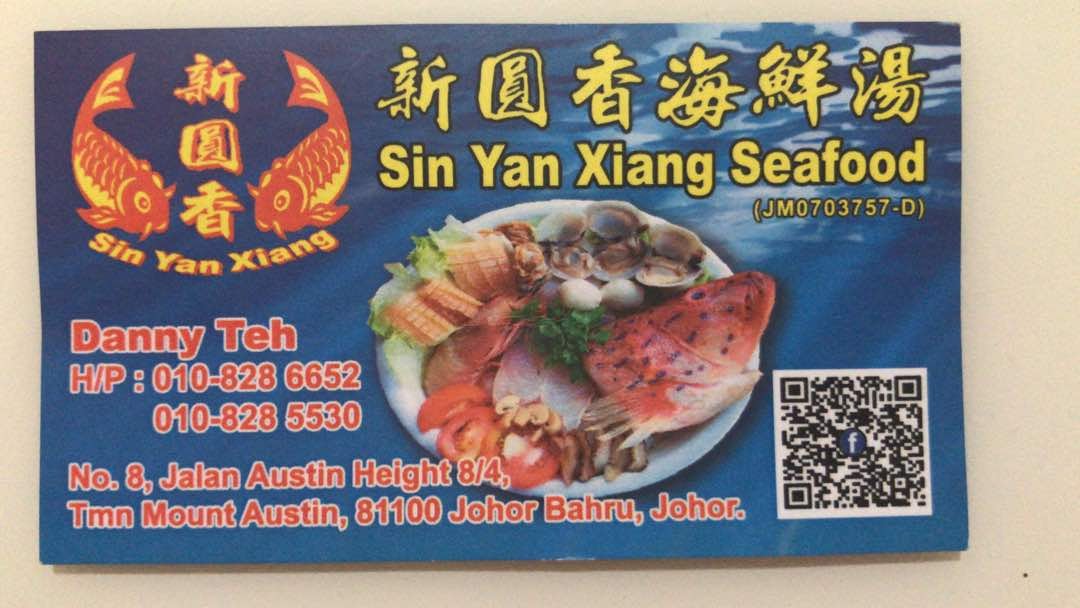 新
圓
香
Sin Yan Xiang
新圓香海鮮湯
Sin Yan Xiang Seafood
(JM0703757-D)
Danny Teh
H/P : 010-828 6652
010-828 5530
No. 8, Jalan Austin Height 8/4,
Tmn Mount Austin, 81100 Johor Bahru, Johor.
f